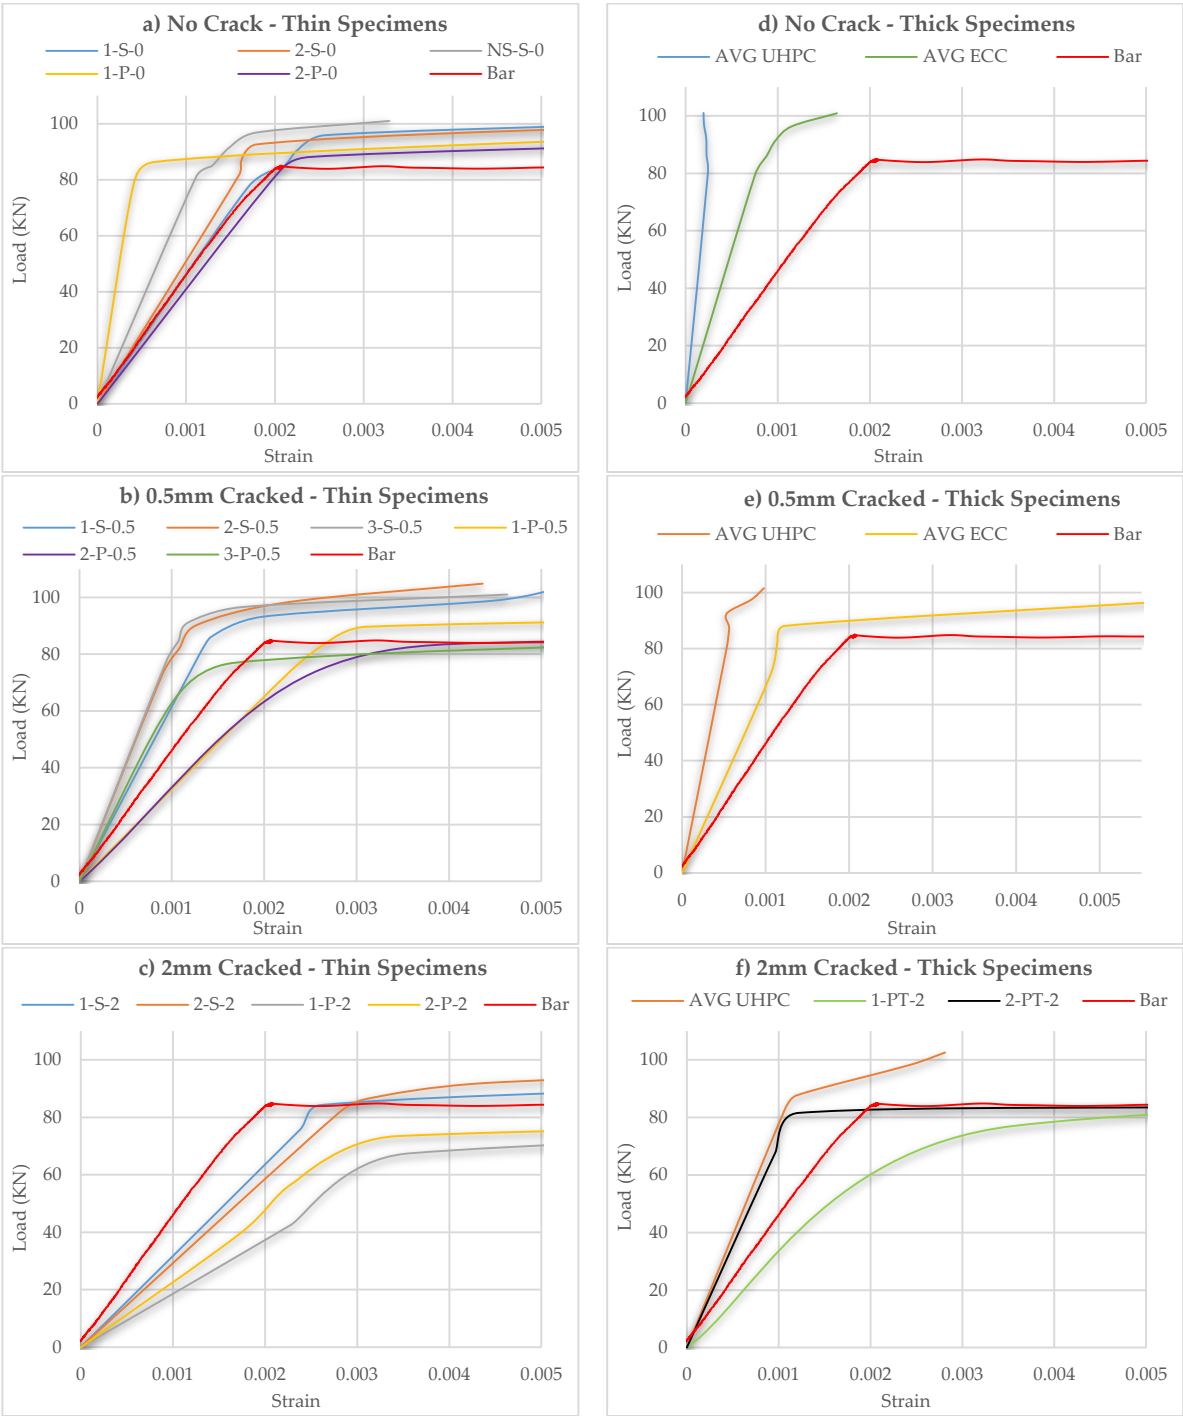 a) No Crack - Thin Specimens
1-S-0 2-S-0 NS-S-0
1-P-0 2-P-0 Bar
Load (KN)
100
80
60
40
20
0
0 0.001 0.002 0.003 0.004 0.005
Strain
d) No Crack - Thick Specimens
AVG UHPC AVG ECC Bar
Load (KN)
100
80
60
40
20
0
0 0.001 0.002 0.003 0.004 0.005
Strain
b) 0.5mm Cracked - Thin Specimens
1-S-0.5 2-S-0.5 3-S-0.5 1-P-0.5
2-P-0.5 3-P-0.5 Bar
Load (KN)
100
80
60
40
20
0
0 0.001 0.002 0.003 0.004 0.005
Strain
e) 0.5mm Cracked - Thick Specimens
AVG UHPC AVG ECC Bar
Load (KN)
100
80
60
40
20
0
0 0.001 0.002 0.003 0.004 0.005
Strain
c) 2mm Cracked - Thin Specimens
1-S-2 2-S-2 1-P-2 2-P-2 Bar
Load (KN)
100
80
60
40
20
0
0 0.001 0.002 0.003 0.004 0.005
Strain
f) 2mm Cracked - Thick Specimens
AVG UHPC 1-PT-2 2-PT-2 Bar
Load (KN)
100
80
60
40
20
0
0 0.001 0.002 0.003 0.004 0.005
Strain